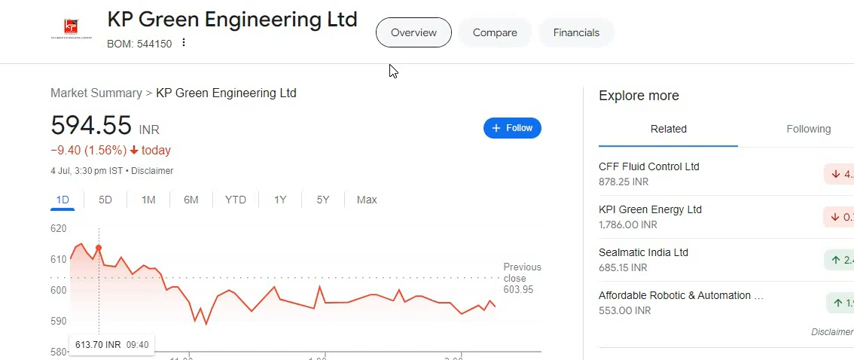 KP Green Engineering Ltd
BOM: 544150
Overview
Compare
Financials
Market Summary > KP Green Engineering Ltd
594.55 INR
−9.40 (1.56%) today
4 Jul, 3:30 pm IST • Disclaimer
+ Follow
1D
5D
1M
6M
YTD
1Y
5Y
Max
620
610
600
590
580
Previous
close
603.95
613.70 INR 09:40
Explore more
Related
Following
CFF Fluid Control Ltd
878.25 INR
KPI Green Energy Ltd
1,786.00 INR
Sealmatic India Ltd
685.15 INR
Affordable Robotic & Automation ...
553.00 INR
Disclaimer